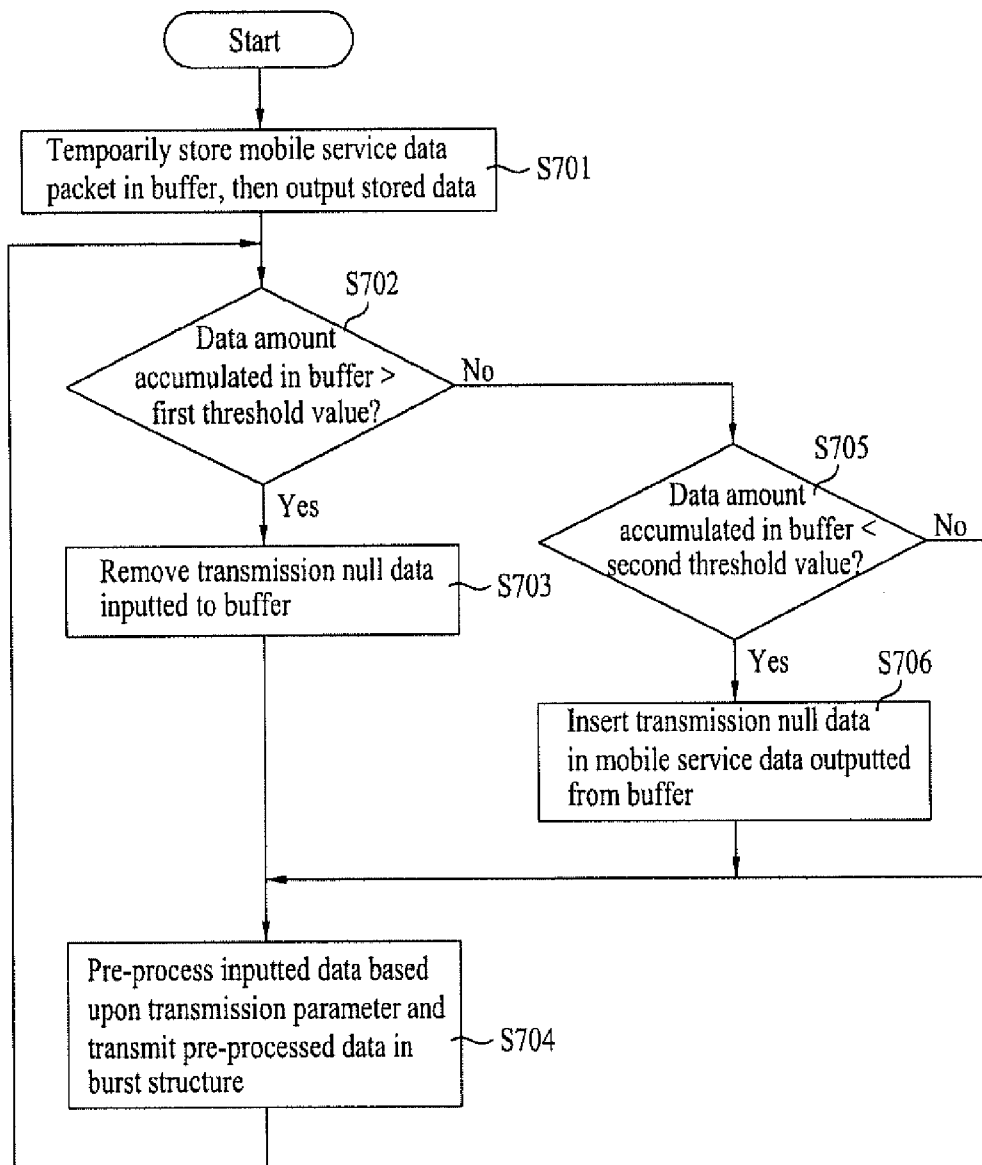 Start
Tempoarily store mobile service data
packet in buffer, then output stored data
S701
S702
Data amount
accumulated in buffer >
first threshold value?
No
Yes
S705
Data amount
accumulated in buffer <
second threshold value?
No
Yes
Remove transmission null data
inputted to buffer
S703
S706
Insert transmission null data
in mobile service data outputted
from buffer
Pre-process inputted data based
upon transmission parameter and
transmit pre-processed data in
burst structure
S704